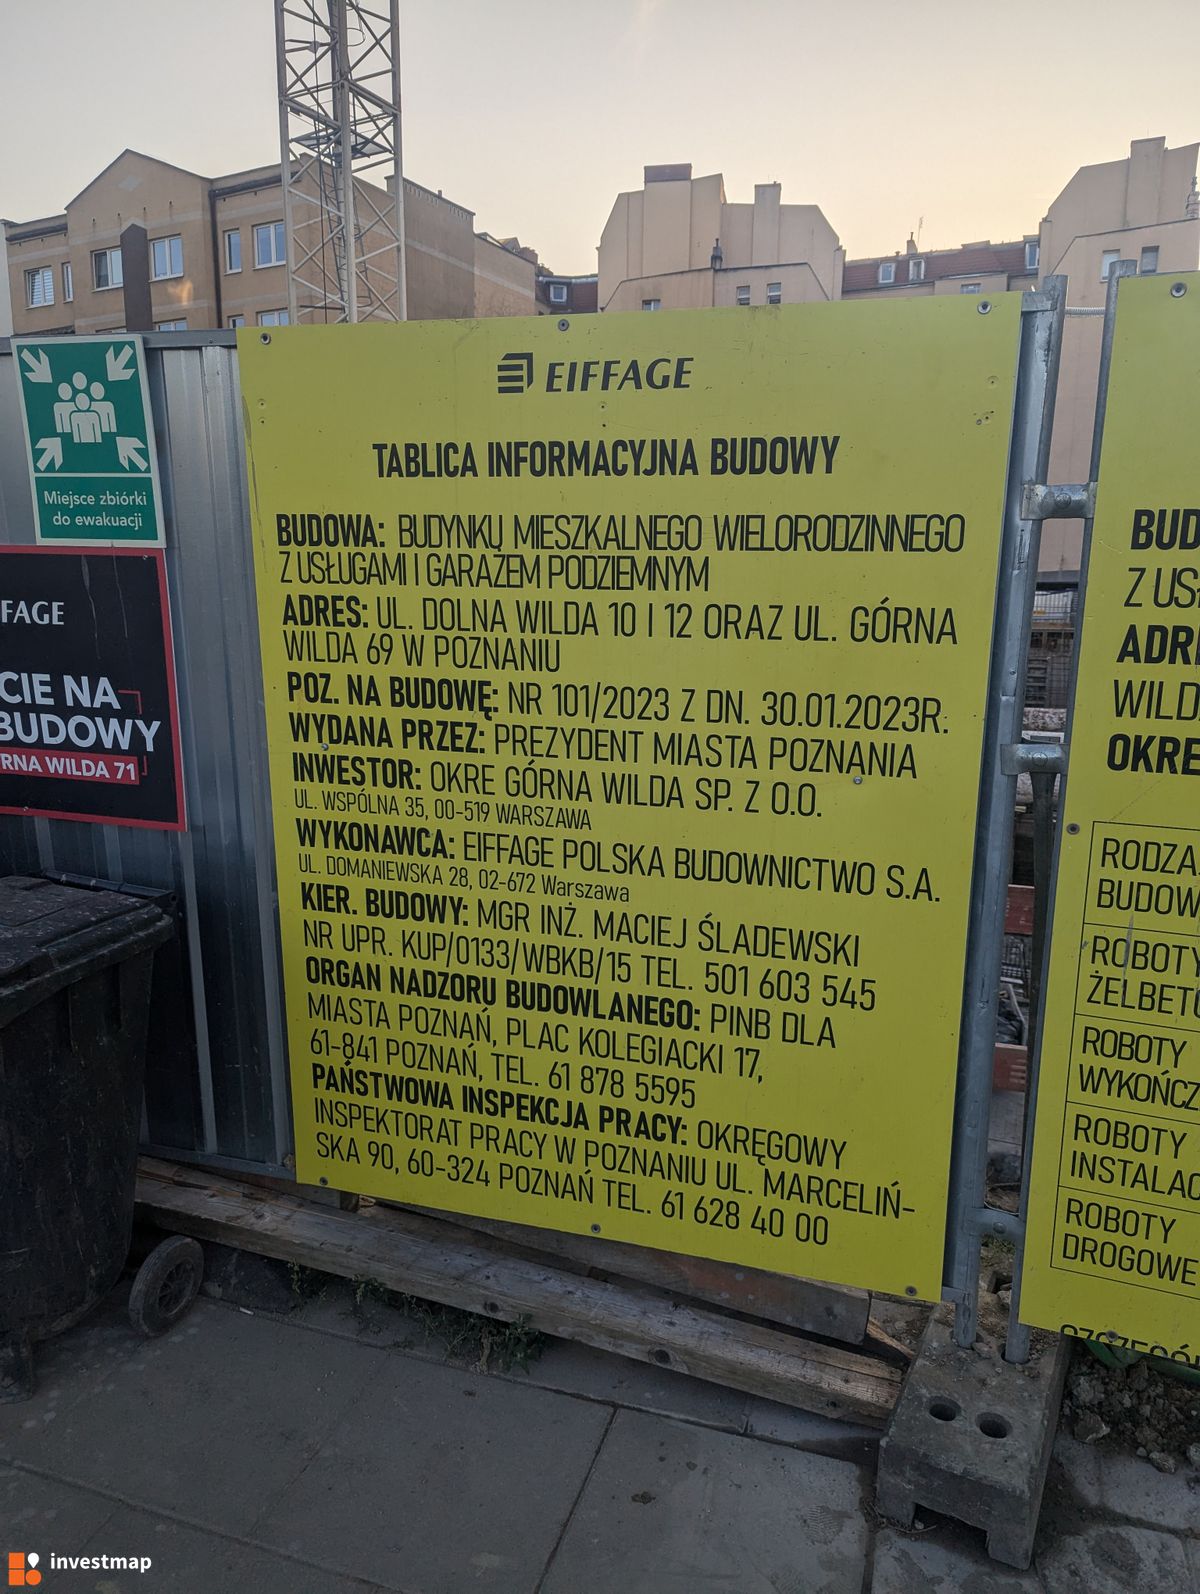 EIFFAGE
TABLICA INFORMACYJNA BUDOWY
BUDOWA: BUDYNKU MIESZKALNEGO WIELORODZINNEGO
Z USŁUGAMI I GARAŻEM PODZIEMNYM
ADRES: UL. DOLNA WILDA 10 I 12 ORAZ UL. GÓRNA
WILDA 69 W POZNANIU
POZ. NA BUDOWĘ: NR 101/2023 Z DN. 30.01.2023R.
WYDANA PRZEZ: PREZYDENT MIASTA POZNANIA
INWESTOR: OKRE GÓRNA WILDA SP. Z O.O.
UL. WSPÓLNA 35, 00-519 WARSZAWA
WYKONAWCA: EIFFAGE POLSKA BUDOWNICTWO S.A.
UL. DOMANIEWSKA 28, 02-672 Warszawa
KIER. BUDOWY: MGR INŻ. MACIEJ ŚLADEWSKI
NR UPR. KUP/0133/WBKB/15 TEL. 501 603 545
ORGAN NADZORU BUDOWLANEGO: PINB DLA
MIASTA POZNAŃ, PLAC KOLEGIACKI 17,
61-841 POZNAŃ, TEL. 61 878 5595
PAŃSTWOWA INSPEKCJA PRACY: OKRĘGOWY
INSPEKTORAT PRACY W POZNANIU UL. MARCELIŃ-
SKA 90, 60-324 POZNAŃ TEL. 61 628 40 00
Miejsce zbiórki
do ewakuacji
FFAGE
CIE NA
BUDOWY
RNA WILDA 71
BUD
Z US
ADR
WILD
OKRE
RODZA
BUDOW
ROBOTY
ŻELBET
ROBOTY
WYKOŃCZ
ROBOTY
INSTALAC
ROBOTY
DROGOWE
investmap